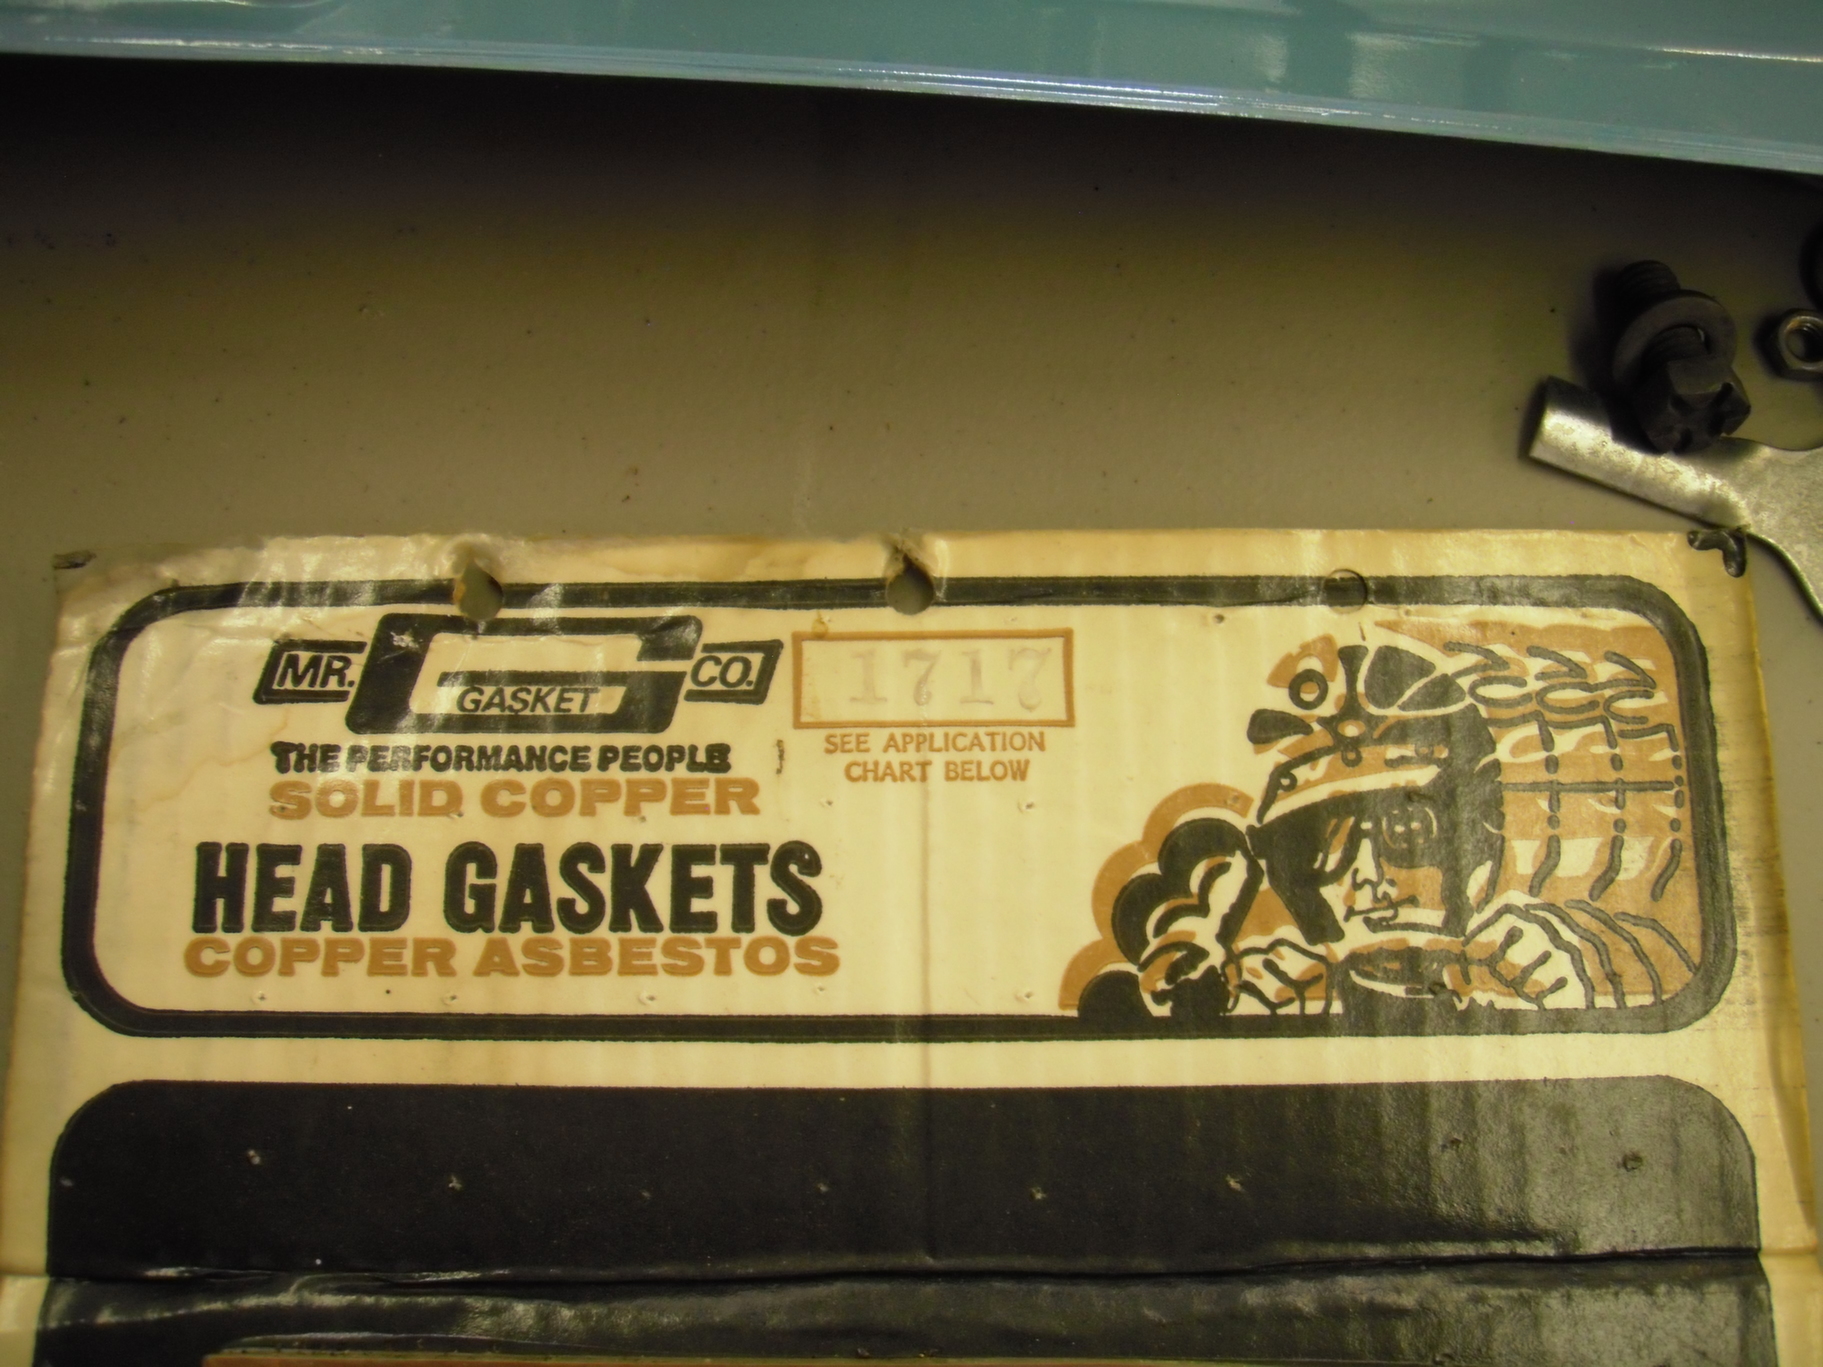 MR. GASKET CO.
THE PERFORMANCE PEOPLE
SOLID COPPER
HEAD GASKETS
COPPER ASBESTOS
1717
SEE APPLICATION
CHART BELOW